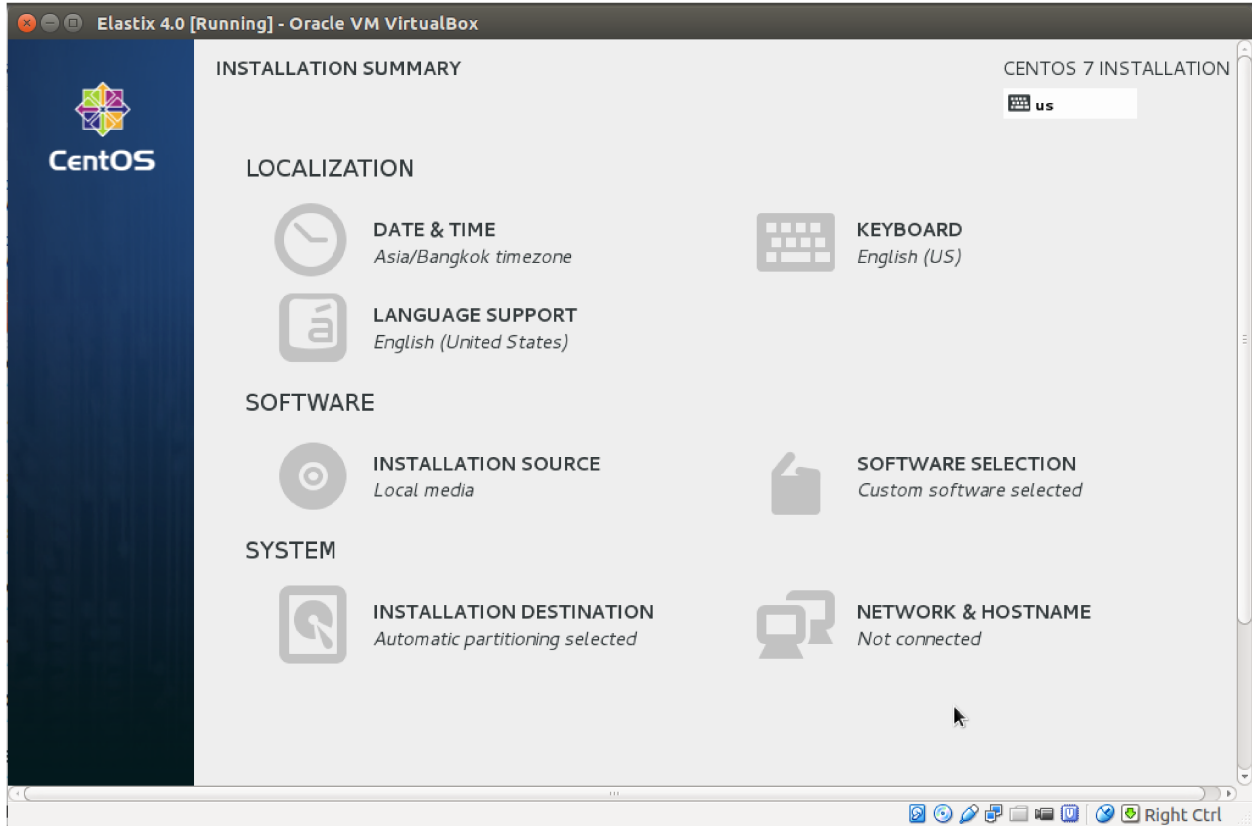 Elastix 4.0 [Running] - Oracle VM VirtualBox
INSTALLATION SUMMARY
CENTOS 7 INSTALLATION
us
CentOS
LOCALIZATION
DATE & TIME
Asia/Bangkok timezone
KEYBOARD
English (US)
LANGUAGE SUPPORT
English (United States)
SOFTWARE
INSTALLATION SOURCE
Local media
SOFTWARE SELECTION
Custom software selected
SYSTEM
INSTALLATION DESTINATION
Automatic partitioning selected
NETWORK & HOSTNAME
Not connected
Right Ctrl